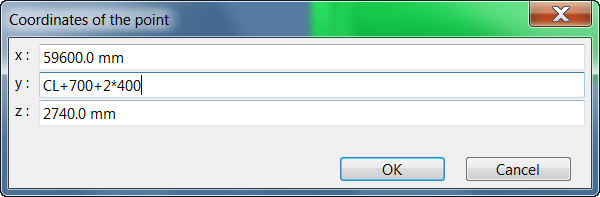 Coordinates of the point
x : 59600.0 mm
y : CL+700+2*400
z : 2740.0 mm
OK Cancel